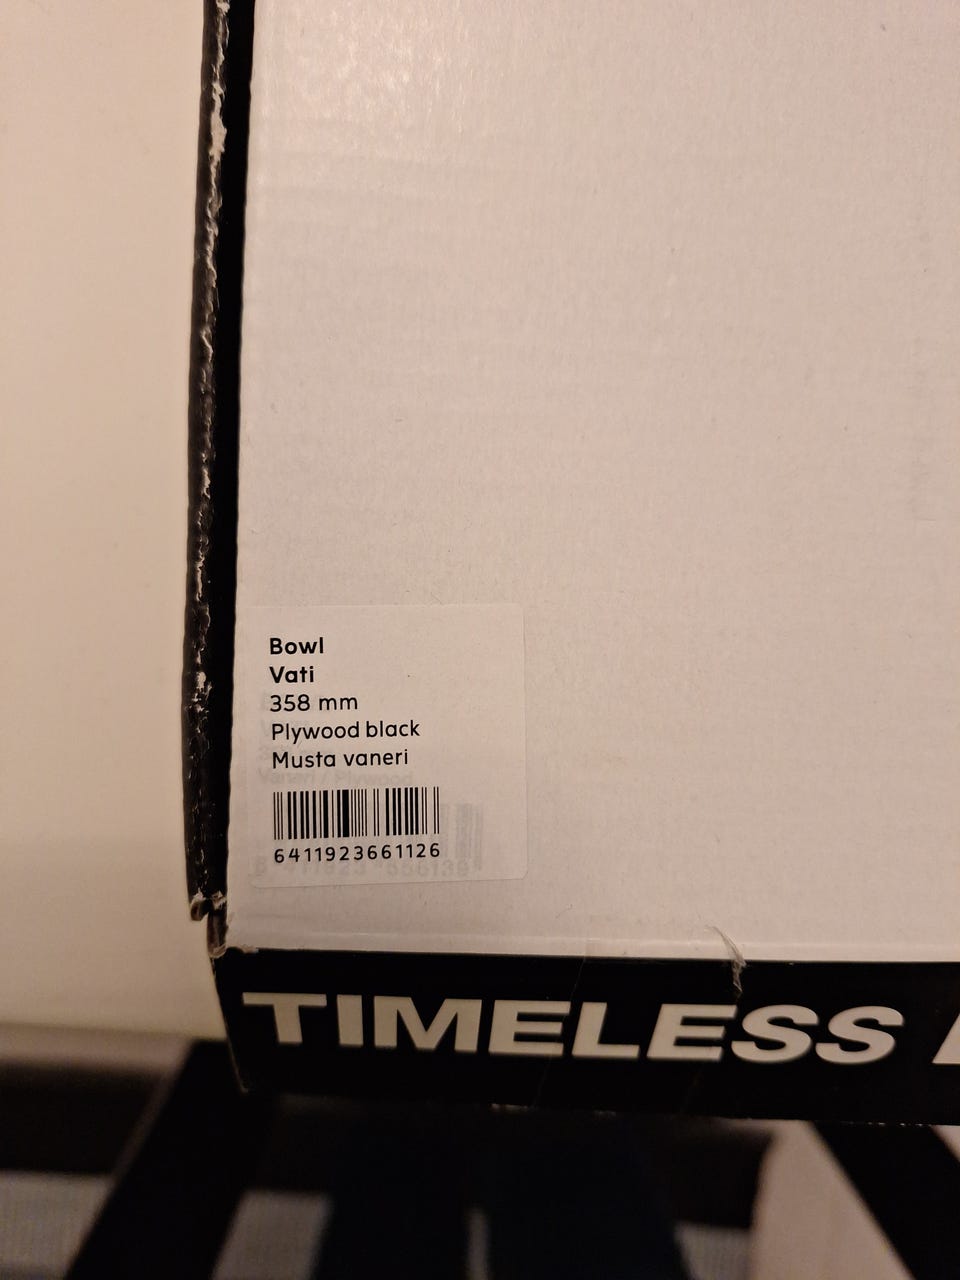 Bowl
Vati
358 mm
Plywood black
Musta vaneri
6411923661126
TIMELESS